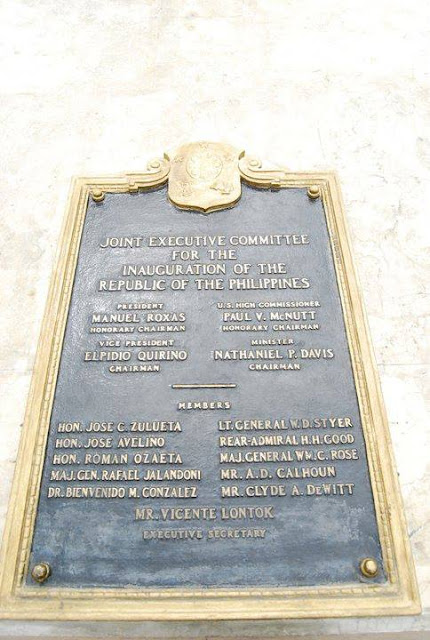 JOINT EXECUTIVE COMMITTEE
FOR THE
INAUGURATION OF THE
REPUBLIC OF THE PHILIPPINES
PRESIDENT
MANUEL ROXAS
HONORARY CHAIRMAN
VICE PRESIDENT
ELPIDIO QUIRINO
CHAIRMAN
U.S. HIGH COMMISSIONER
PAUL V. McNUTT
HONORARY CHAIRMAN
MINISTER
NATHANIEL P. DAVIS
CHAIRMAN
MEMBERS
HON. JOSE C. ZULUETA
HON. JOSE AVELINO
HON. ROMAN OZAETA
MAJ. GEN. RAFAEL JALANDONI
DR. BIENVENIDO M. GONZALEZ
LT. GENERAL W.D. STYER
REAR-ADMIRAL H.H. GOOD
MAJ. GENERAL WM. C. ROSE
MR. A.D. CALHOUN
MR. CLYDE A. DeWITT
MR. VICENTE LONTOK
EXECUTIVE SECRETARY